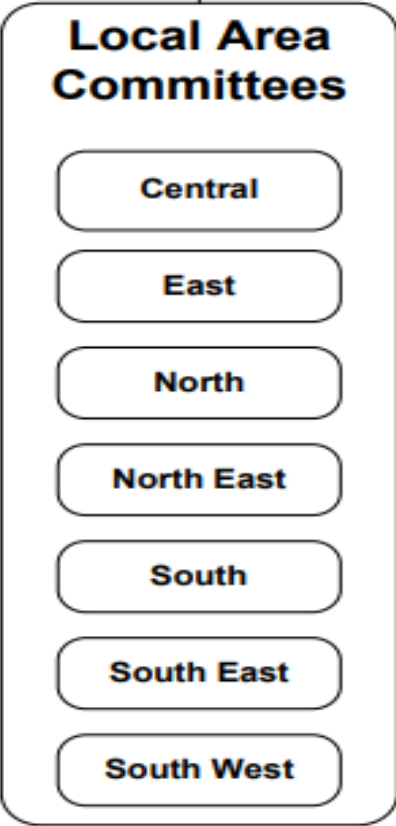 Local Area
Committees
Central
East
North
North East
South
South East
South West